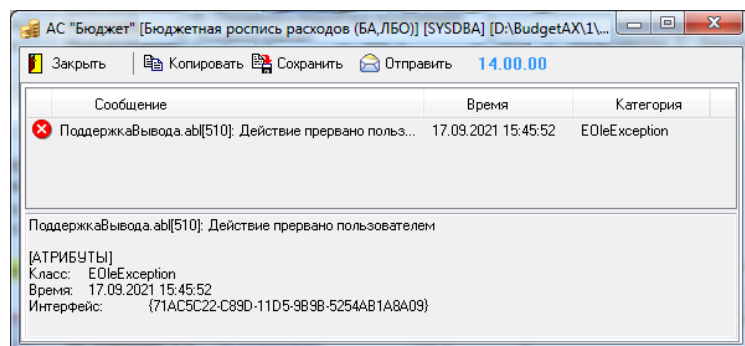 АС "Бюджет" [Бюджетная роспись расходов (БА,ЛБО)] [SYSDBA] [D:\BudgetAX\1\...
Закрыть Копировать Сохранить Отправить 14.00.00
Сообщение Время Категория
ПоддержкаВывода.abl[510]: Действие прервано польз... 17.09.2021 15:45:52 EOleException
ПоддержкаВывода.abl[510]: Действие прервано пользователем
[АТРИБУТЫ]
Класс: EOleException
Время: 17.09.2021 15:45:52
Интерфейс: {71AC5C22-C89D-11D5-9B9B-5254AB1A8A09}